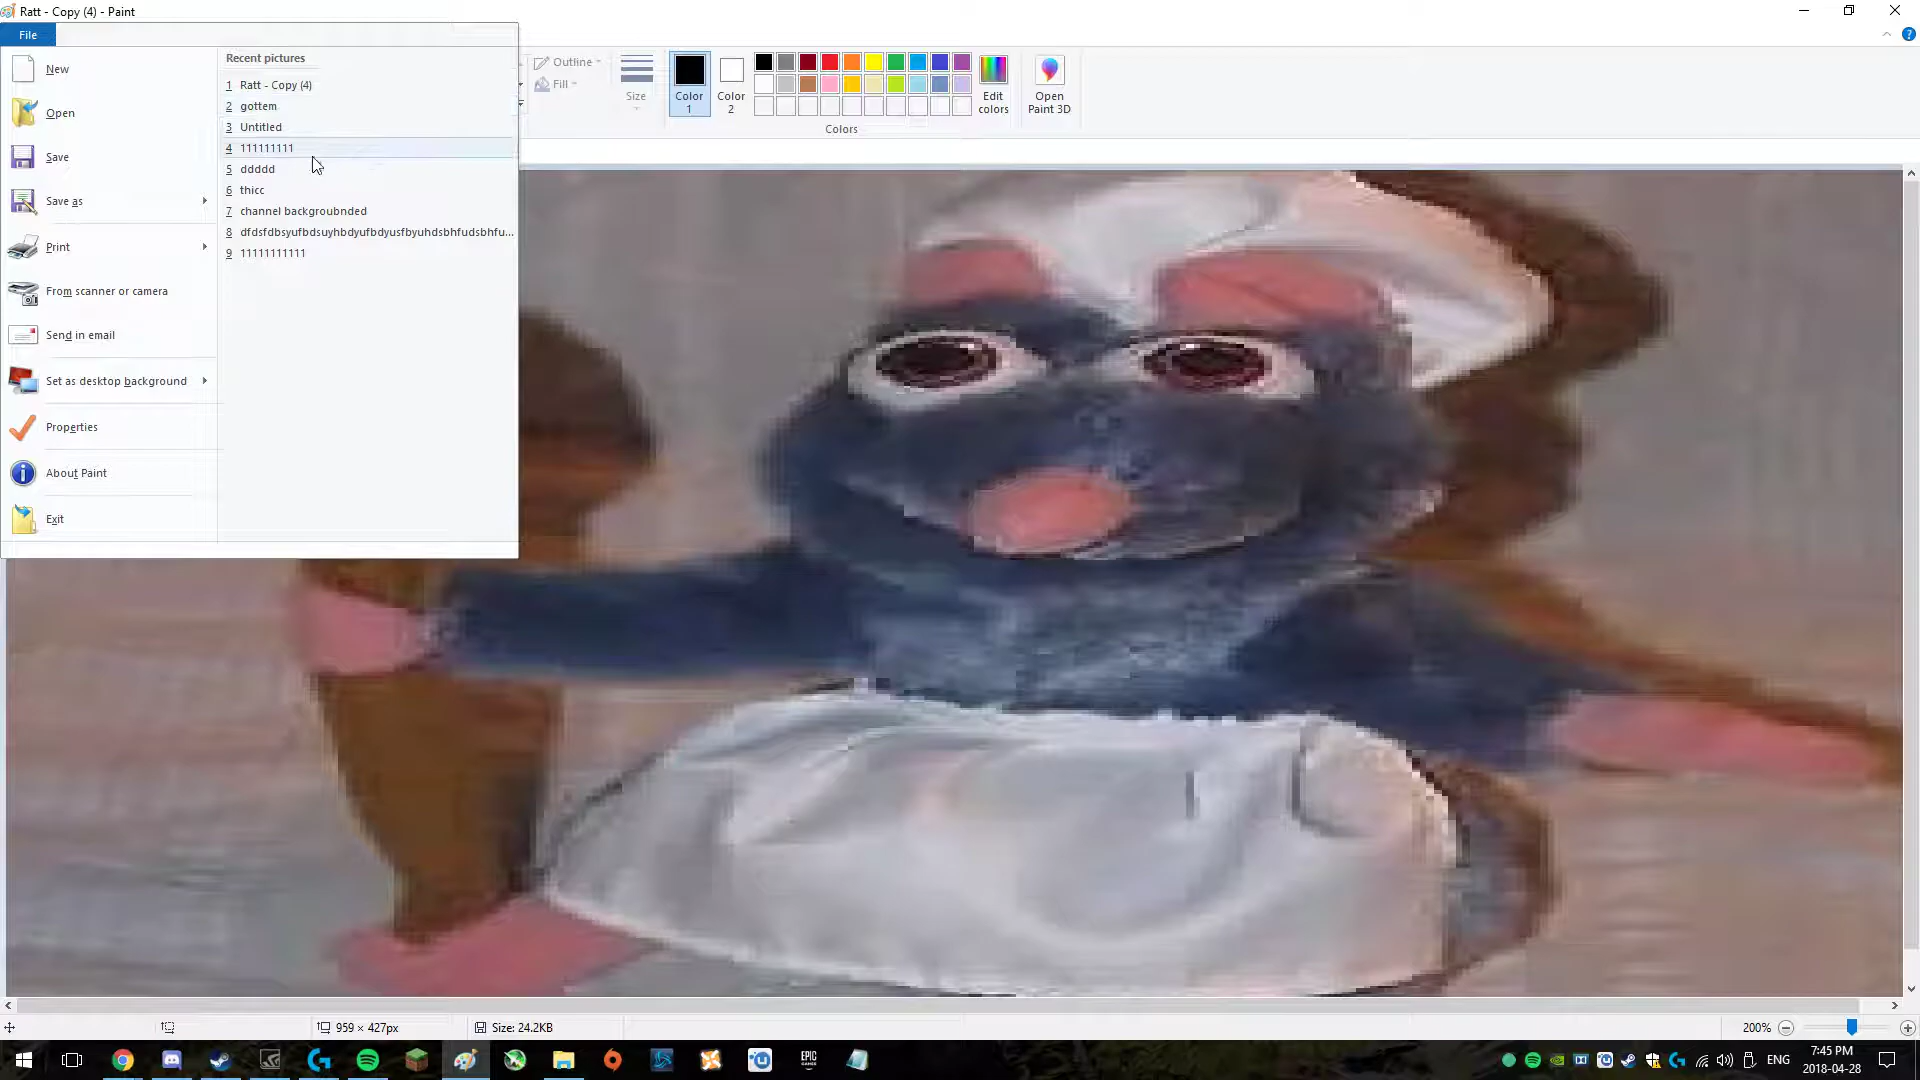 Ratt - Copy (4) - Paint
File
New
Open
Save
Save as
Print
From scanner or camera
Send in email
Set as desktop background
Properties
About Paint
Exit
Recent pictures
1 Ratt - Copy (4)
2 gottem
3 Untitled
4 111111111
5 ddddd
6 thicc
7 channel backgroubnded
8 dfdsfdbsyufbdsuyhbdyufbdyusfbyuhdsbhfudsbhfu...
9 11111111111
Outline
Fill
Size
Color 1
Color 2
Edit colors
Open Paint 3D
Colors
959 × 427px
Size: 24.2KB
200%
EPIC GAMES
ENG
7:45 PM
2018-04-28